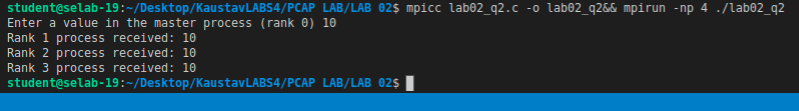 student@selab-19:~/Desktop/KaustavLABS4/PCAP LAB/LAB 02$ mpicc lab02_q2.c -o lab02_q2&& mpirun -np 4 ./lab02_q2
Enter a value in the master process (rank 0) 10
Rank 1 process received: 10
Rank 2 process received: 10
Rank 3 process received: 10
student@selab-19:~/Desktop/KaustavLABS4/PCAP LAB/LAB 02$